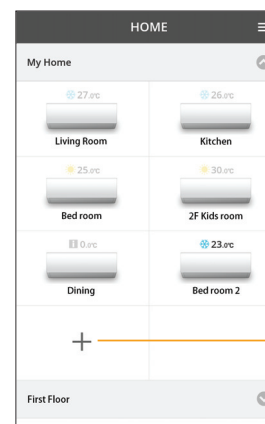 HOME
My Home
27.0°C 26.0°C
Living Room Kitchen
25.0°C 30.0°C
Bed room 2F Kids room
0.0°C 23.0°C
Dining Bed room 2
First Floor